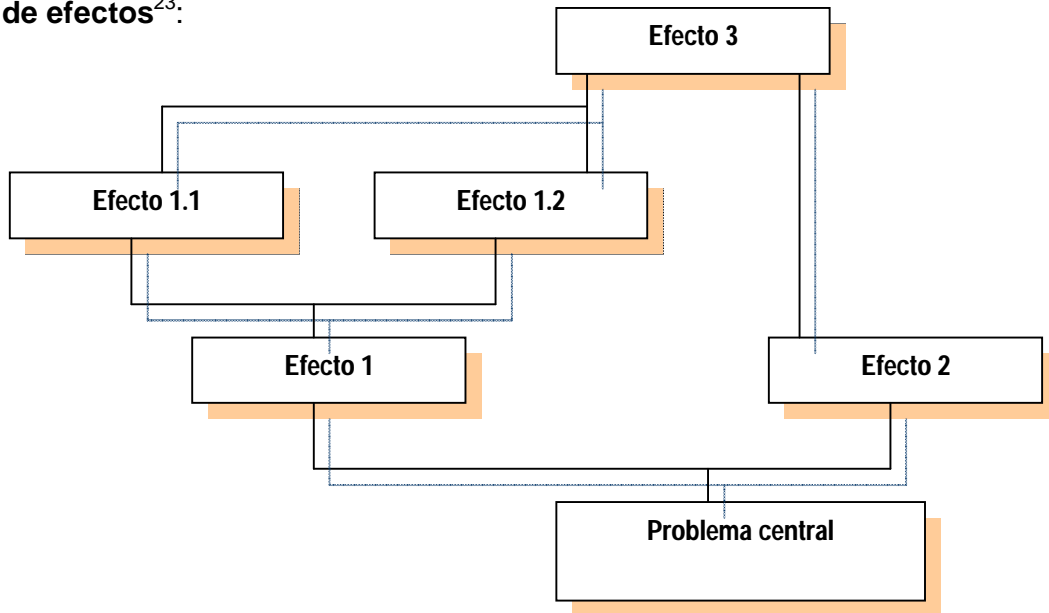 de efectos23:
Efecto 3
Efecto 1.1
Efecto 1.2
Efecto 1
Efecto 2
Problema central